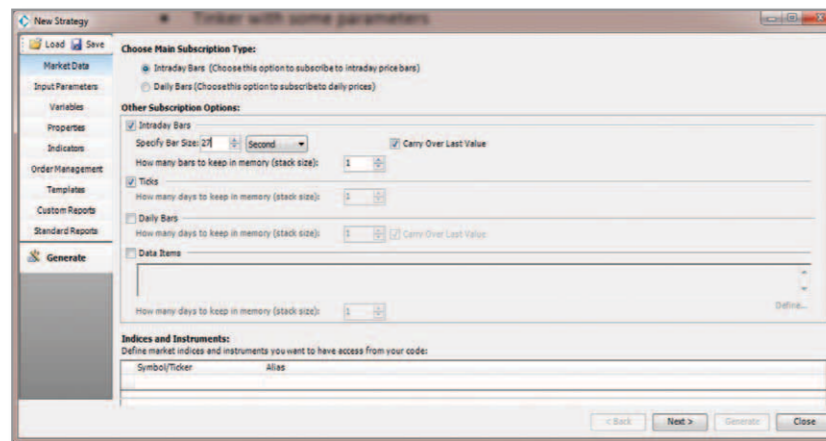 Tinker with some parameters
New Strategy
Load Save
Market Data
Input Parameters
Variables
Properties
Indicators
Order Management
Templates
Custom Reports
Standard Reports
Generate
Choose Main Subscription Type:
Intraday Bars (Choose this option to subscribe to intraday price bars)
Daily Bars (Choose this option to subscribe to daily prices)
Other Subscription Options:
Intraday Bars
Specify Bar Size: 27 Second Carry Over Last Value
How many bars to keep in memory (stack size): 1
Ticks
How many days to keep in memory (stack size): 1
Daily Bars
How many days to keep in memory (stack size): 1 Carry Over Last Value
Data Items
How many days to keep in memory (stack size): 1 Define...
Indices and Instruments:
Define market indices and instruments you want to have access from your code:
Symbol/Ticker Alias
< Back Next > Generate Close